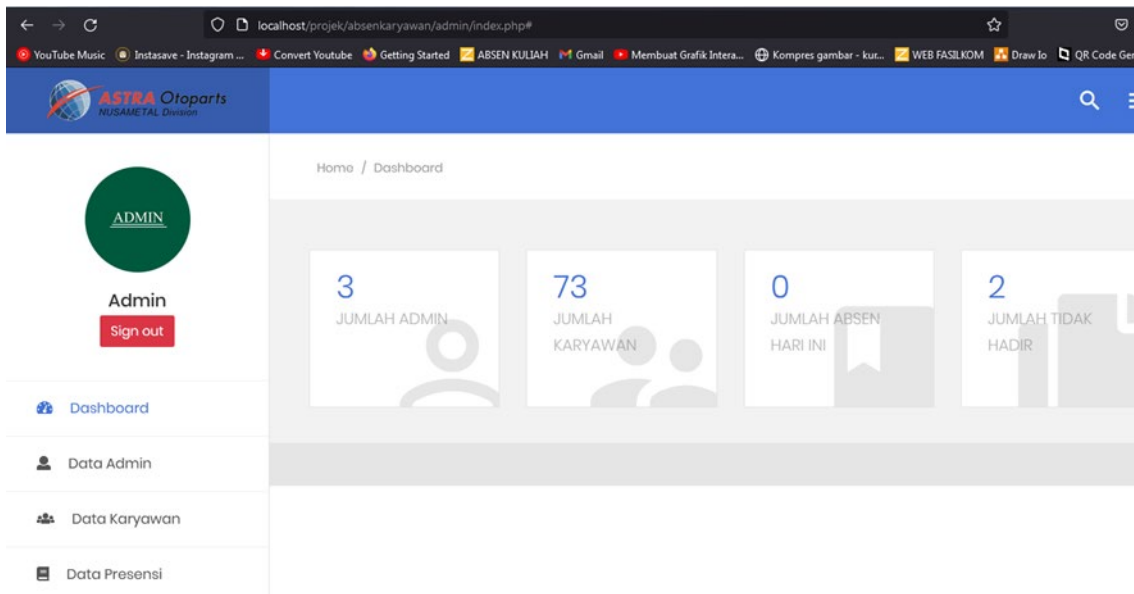 localhost/projek/absenkaryawan/admin/index.php#
YouTube Music Instasave - Instagram ... Convert Youtube Getting Started ABSEN KULIAH Gmail Membuat Grafik Intera... Kompres gambar - kur... WEB FASILKOM Draw Io QR Code Ger
ASTRA Otoparts
NUSAMETAL Division
Home / Dashboard
ADMIN
Admin
Sign out
3
JUMLAH ADMIN
73
JUMLAH
KARYAWAN
0
JUMLAH ABSEN
HARI INI
2
JUMLAH TIDAK
HADIR
Dashboard
Data Admin
Data Karyawan
Data Presensi